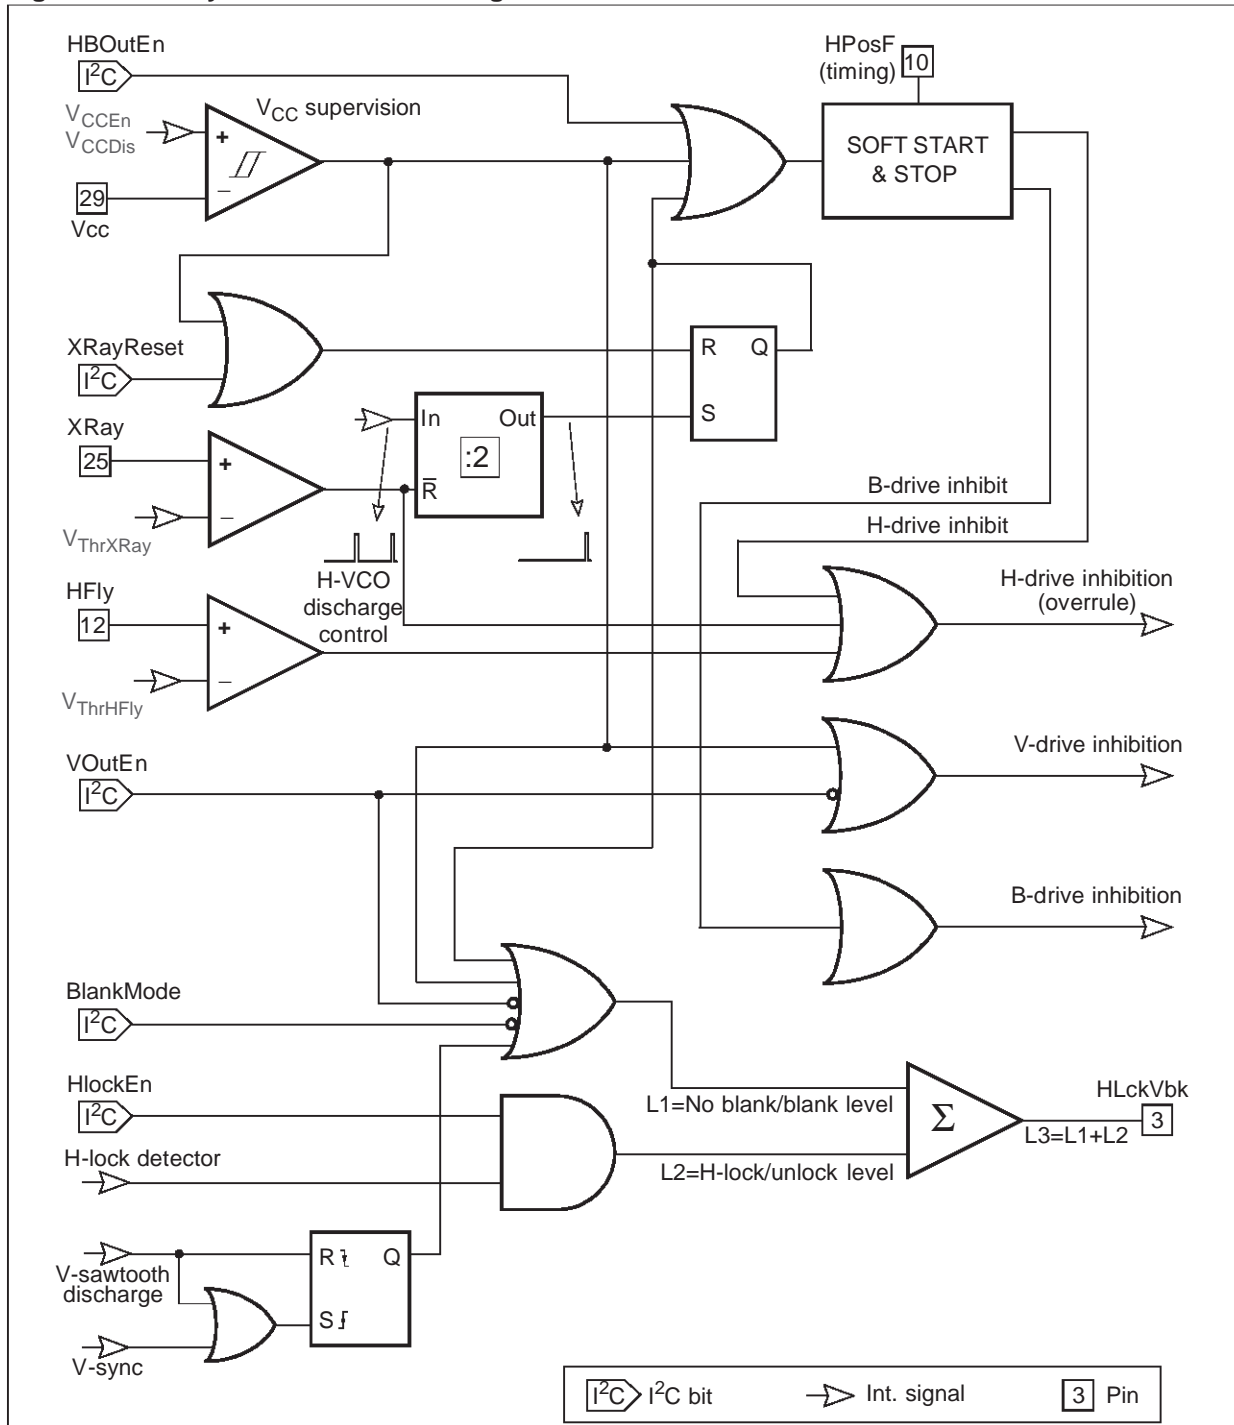 HBOutEn
I²C
VCCEn
VCCDis
+
VCC supervision
–
29
Vcc
HPosF
(timing)
10
SOFT START
& STOP
XRayReset
I²C
R Q
S
XRay
25
+
–
VThrXRay
In Out
:2
R̅
H-VCO
discharge
control
B-drive inhibit
H-drive inhibit
HFly
12
+
–
VThrHFly
H-drive inhibition
(overrule)
VOutEn
I²C
V-drive inhibition
B-drive inhibition
BlankMode
I²C
HlockEn
I²C
H-lock detector
L1=No blank/blank level
L2=H-lock/unlock level
Σ
HLckVbk
3
L3=L1+L2
V-sawtooth
discharge
V-sync
R Q
S
I²C I²C bit
Int. signal
3 Pin